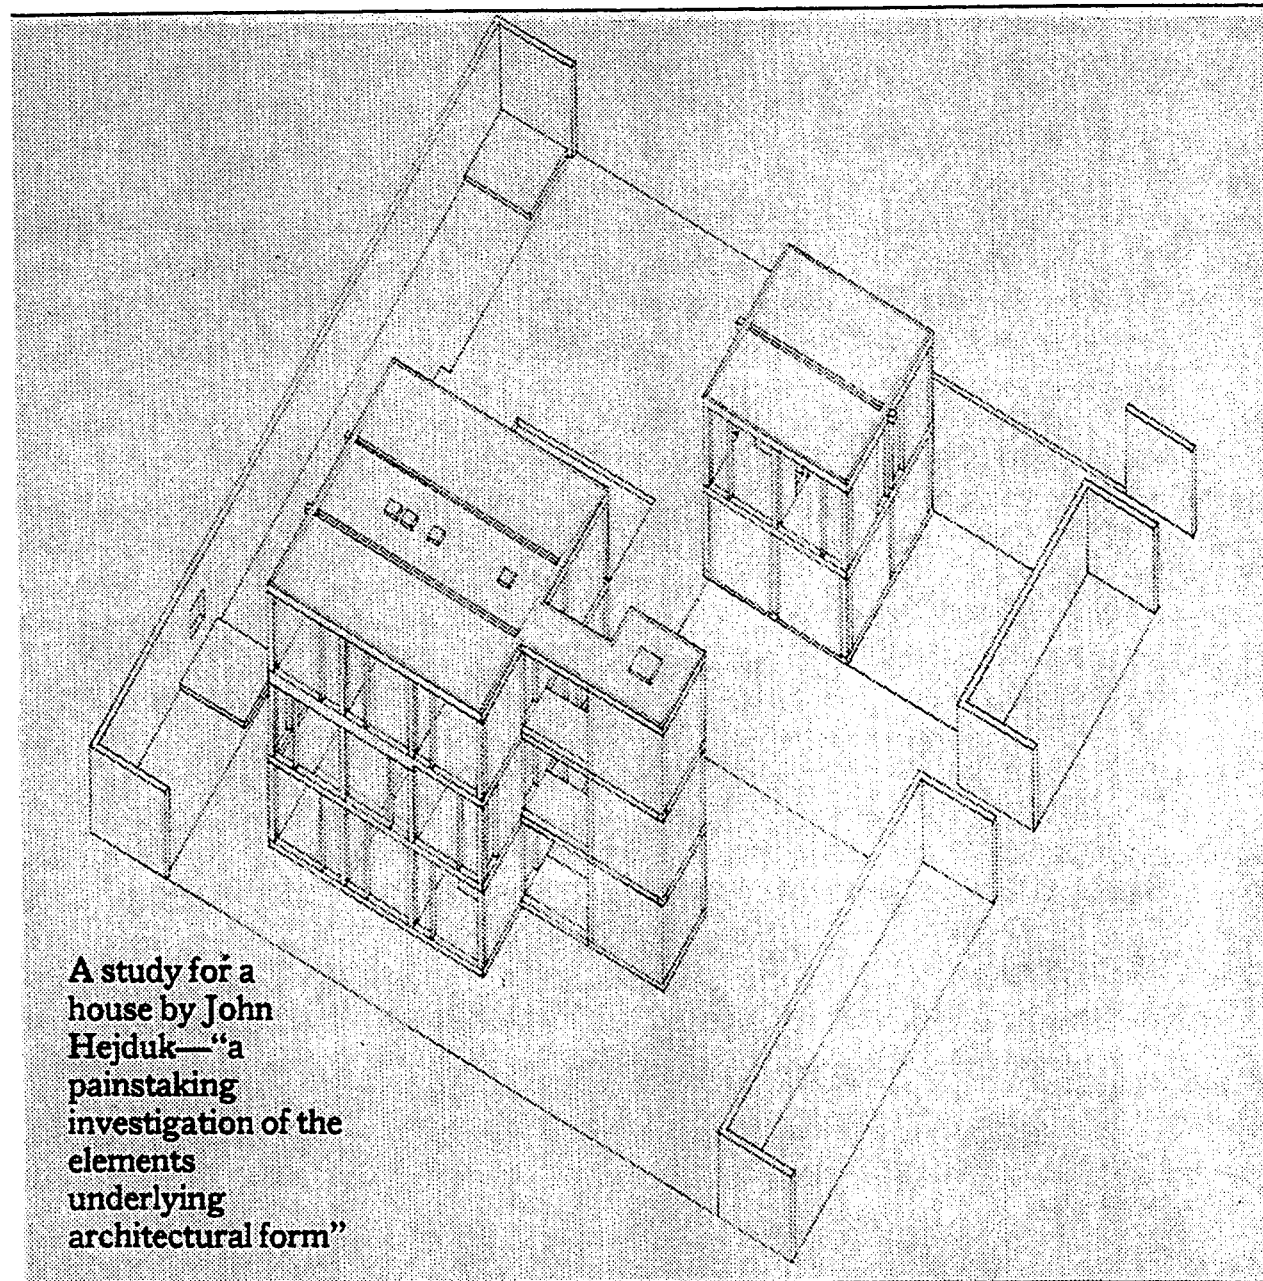 A study for a
house by John
Hejduk—“a
painstaking
investigation of the
elements
underlying
architectural form”